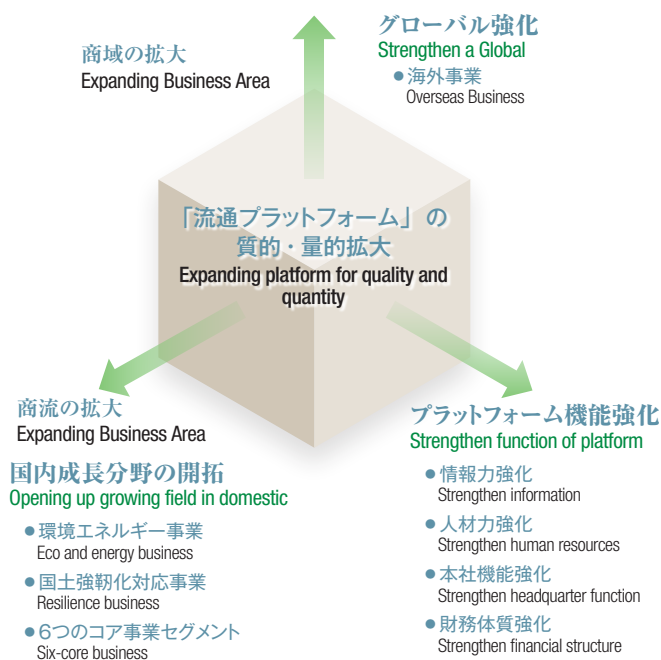 商域の拡大
Expanding Business Area
グローバル強化
Strengthen a Global
●海外事業
Overseas Business
「流通プラットフォーム」の
質的・量的拡大
Expanding platform for quality and
quantity
商流の拡大
Expanding Business Area
国内成長分野の開拓
Opening up growing field in domestic
●環境エネルギー事業
Eco and energy business
●国土強靭化対応事業
Resilience business
●6つのコア事業セグメント
Six-core business
プラットフォーム機能強化
Strengthen function of platform
●情報力強化
Strengthen information
●人材力強化
Strengthen human resources
●本社機能強化
Strengthen headquarter function
●財務体質強化
Strengthen financial structure